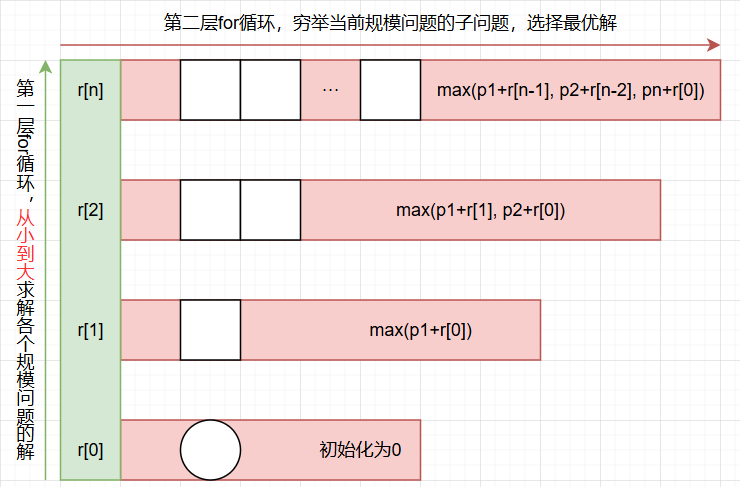 第二层for循环，穷举当前规模问题的子问题，选择最优解
第一层for循环，从小到大求解各个规模问题的解
r[n]
... max(p1+r[n-1], p2+r[n-2], pn+r[0])
r[2]
max(p1+r[1], p2+r[0])
r[1]
max(p1+r[0])
r[0]
初始化为0